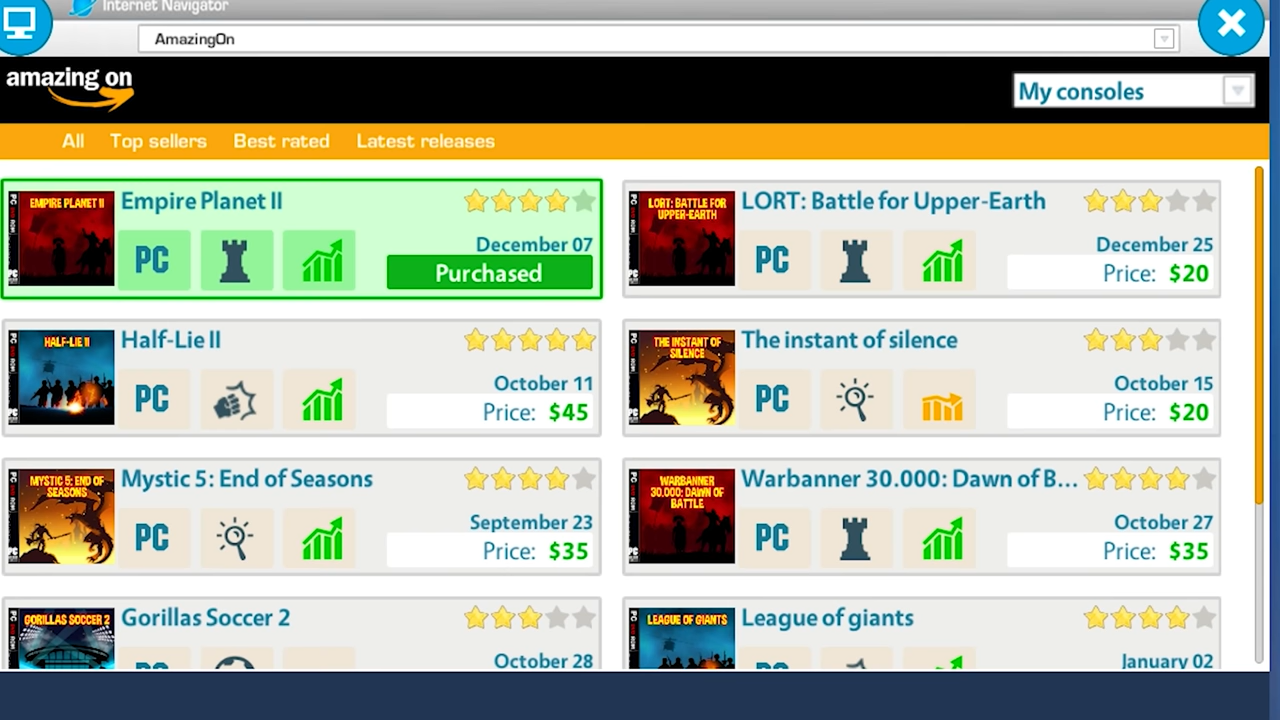 Internet Navigator
AmazingOn
amazing on
My consoles
All Top sellers Best rated Latest releases
EMPIRE PLANET II
Empire Planet II
PC
December 07
Purchased
LORT: BATTLE FOR
UPPER-EARTH
LORT: Battle for Upper-Earth
PC
December 25
Price: $20
HALF-LIE II
Half-Lie II
PC
October 11
Price: $45
THE INSTANT OF
SILENCE
The instant of silence
PC
October 15
Price: $20
MYSTIC 5: END OF
SEASONS
Mystic 5: End of Seasons
PC
September 23
Price: $35
WARBANNER
30.000: DAWN OF
BATTLE
Warbanner 30.000: Dawn of B...
PC
October 27
Price: $35
GORILLAS SOCCER 2
Gorillas Soccer 2
PC
October 28
LEAGUE OF GIANTS
League of giants
PC
January 02